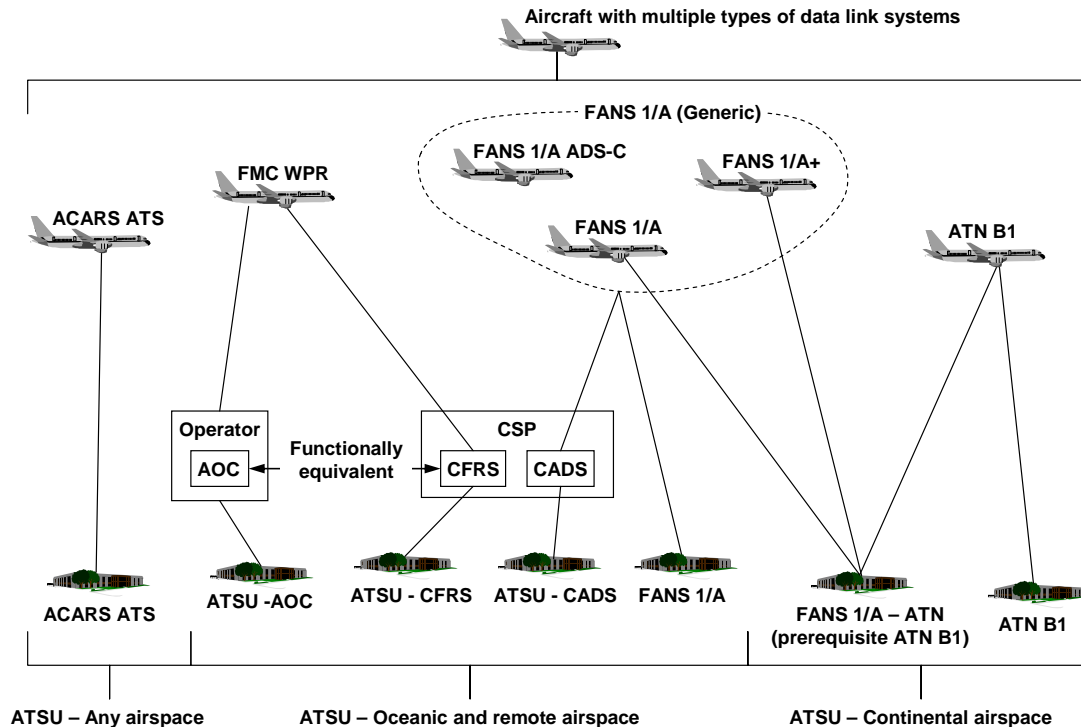 Aircraft with multiple types of data link systems
FANS 1/A (Generic)
FANS 1/A ADS-C
FANS 1/A+
FMC WPR
ACARS ATS
FANS 1/A
ATN B1
Operator
AOC
Functionally
equivalent
CSP
CFRS
CADS
ACARS ATS
ATSU -AOC
ATSU - CFRS
ATSU - CADS
FANS 1/A
FANS 1/A – ATN
(prerequisite ATN B1)
ATN B1
ATSU – Any airspace
ATSU – Oceanic and remote airspace
ATSU – Continental airspace